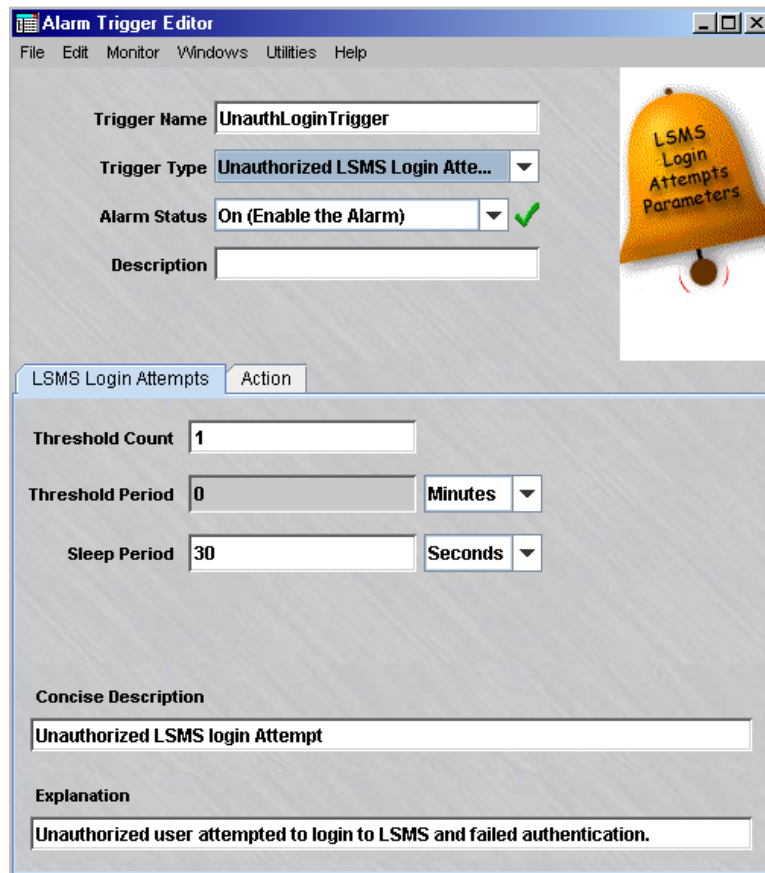 Alarm Trigger Editor
File Edit Monitor Windows Utilities Help
Trigger Name UnauthLoginTrigger
Trigger Type Unauthorized LSMS Login Atte...
Alarm Status On (Enable the Alarm)
Description
LSMS
Login
Attempts
Parameters
LSMS Login Attempts Action
Threshold Count 1
Threshold Period 0 Minutes
Sleep Period 30 Seconds
Concise Description
Unauthorized LSMS login Attempt
Explanation
Unauthorized user attempted to login to LSMS and failed authentication.